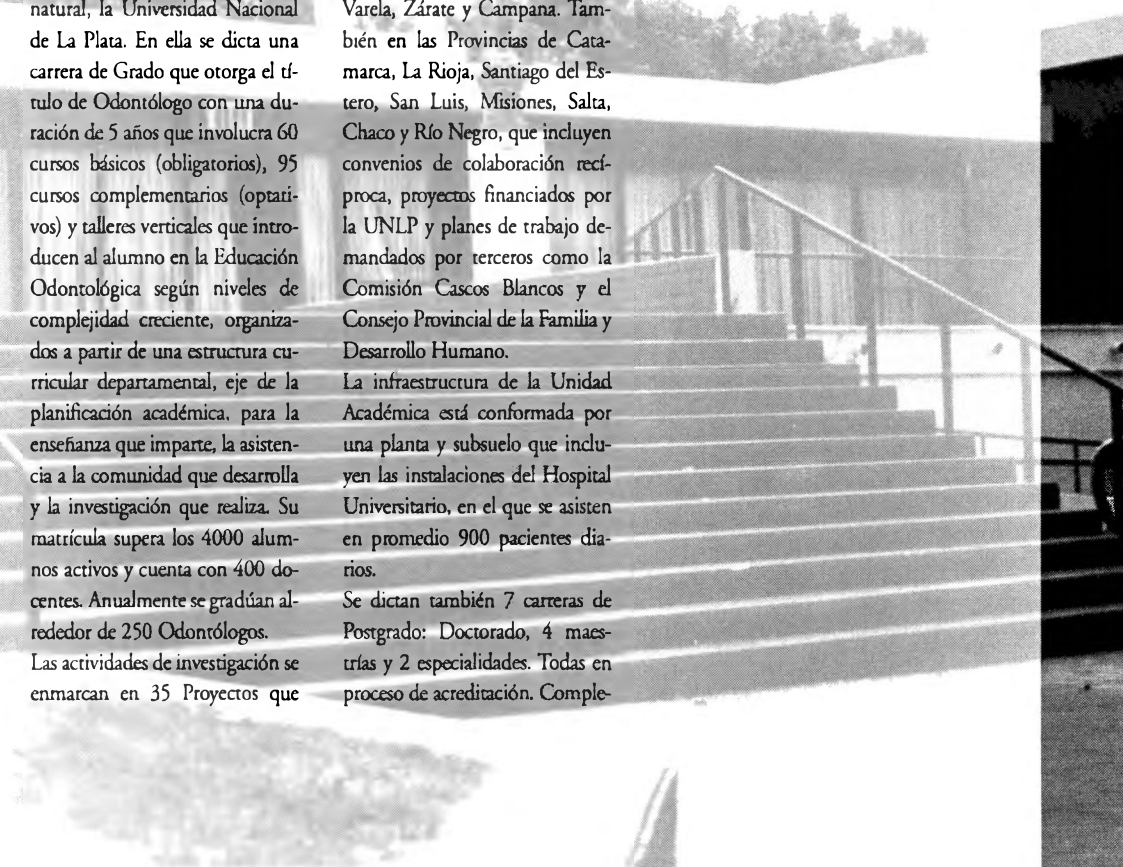 natural, la Universidad Nacional
de La Plata. En ella se dicta una
carrera de Grado que otorga el tí-
tulo de Odontólogo con una du-
ración de 5 años que involucra 60
cursos básicos (obligatorios), 95
cursos complementarios (optati-
vos) y talleres verticales que intro-
ducen al alumno en la Educación
Odontológica según niveles de
complejidad creciente, organiza-
dos a partir de una estructura cu-
rricular departamental, eje de la
planificación académica, para la
enseñanza que imparte, la asisten-
cia a la comunidad que desarrolla
y la investigación que realiza. Su
matrícula supera los 4000 alum-
nos activos y cuenta con 400 do-
centes. Anualmente se gradúan al-
rededor de 250 Odontólogos.
Las actividades de investigación se
enmarcan en 35 Proyectos que
Varela, Zárate y Campana. Tam-
bién en las Provincias de Cata-
marca, La Rioja, Santiago del Es-
tero, San Luis, Misiones, Salta,
Chaco y Río Negro, que incluyen
convenios de colaboración recí-
proca, proyectos financiados por
la UNLP y planes de trabajo de-
mandados por terceros como la
Comisión Cascos Blancos y el
Consejo Provincial de la Familia y
Desarrollo Humano.
La infraestructura de la Unidad
Académica está conformada por
una planta y subsuelo que inclu-
yen las instalaciones del Hospital
Universitario, en el que se asisten
en promedio 900 pacientes dia-
rios.
Se dictan también 7 carreras de
Postgrado: Doctorado, 4 maes-
trías y 2 especialidades. Todas en
proceso de acreditación. Comple-